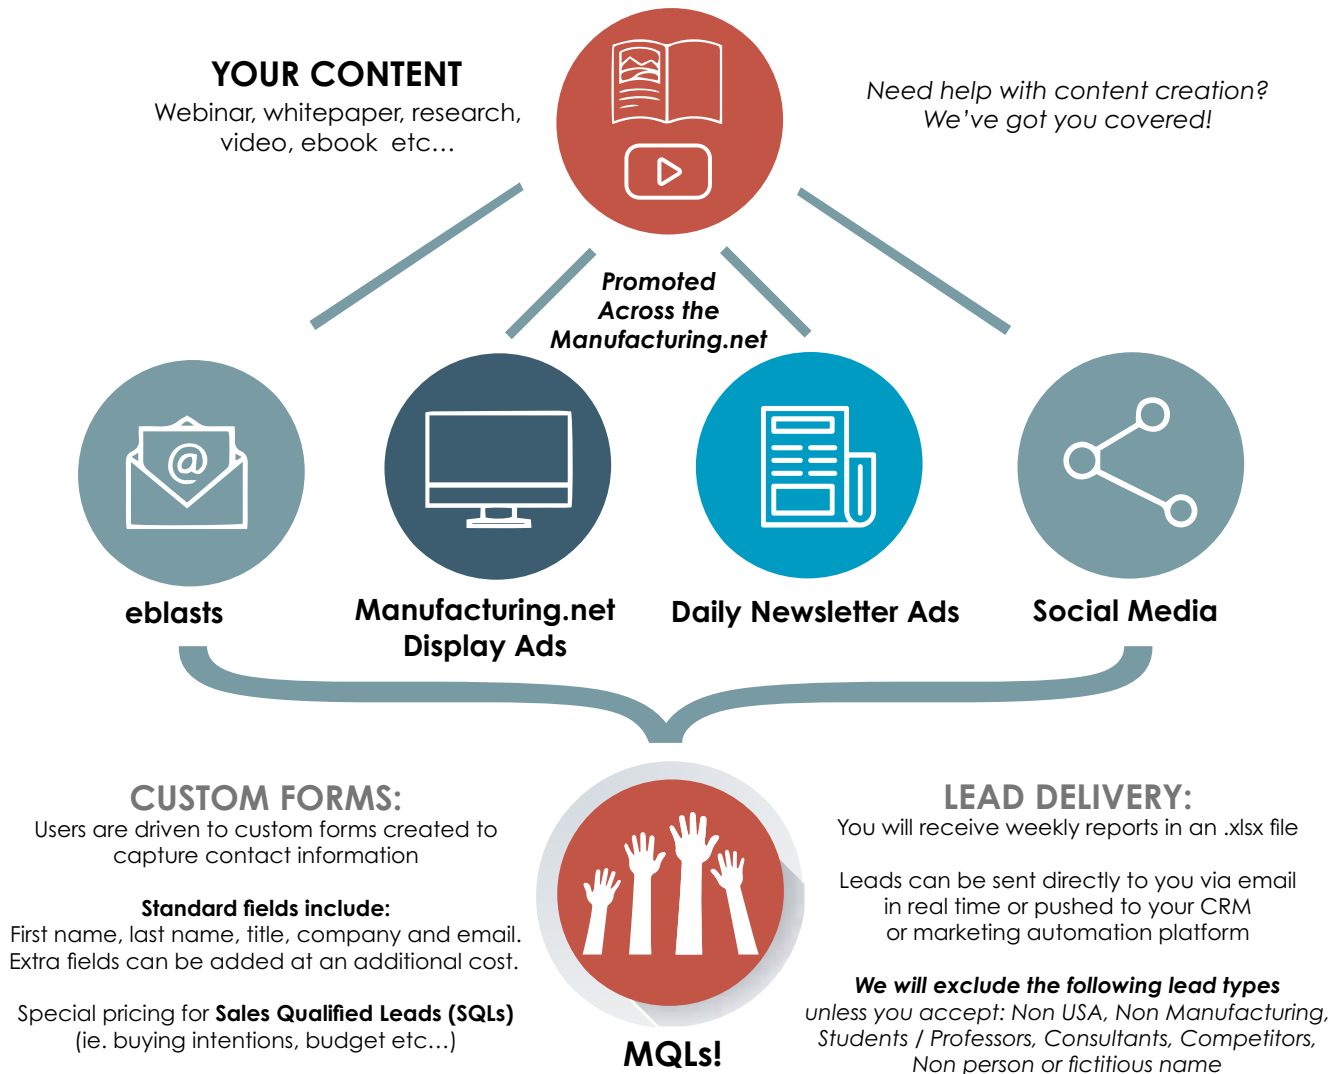 YOUR CONTENT
Webinar, whitepaper, research,
video, ebook etc...
Need help with content creation?
We've got you covered!
Promoted
Across the
Manufacturing.net
@
eblasts
Manufacturing.net
Display Ads
Daily Newsletter Ads
Social Media
CUSTOM FORMS:
Users are driven to custom forms created to
capture contact information
Standard fields include:
First name, last name, title, company and email.
Extra fields can be added at an additional cost.
Special pricing for Sales Qualified Leads (SQLs)
(ie. buying intentions, budget etc...)
MQLs!
LEAD DELIVERY:
You will receive weekly reports in an .xlsx file
Leads can be sent directly to you via email
in real time or pushed to your CRM
or marketing automation platform
We will exclude the following lead types
unless you accept: Non USA, Non Manufacturing,
Students / Professors, Consultants, Competitors,
Non person or fictitious name